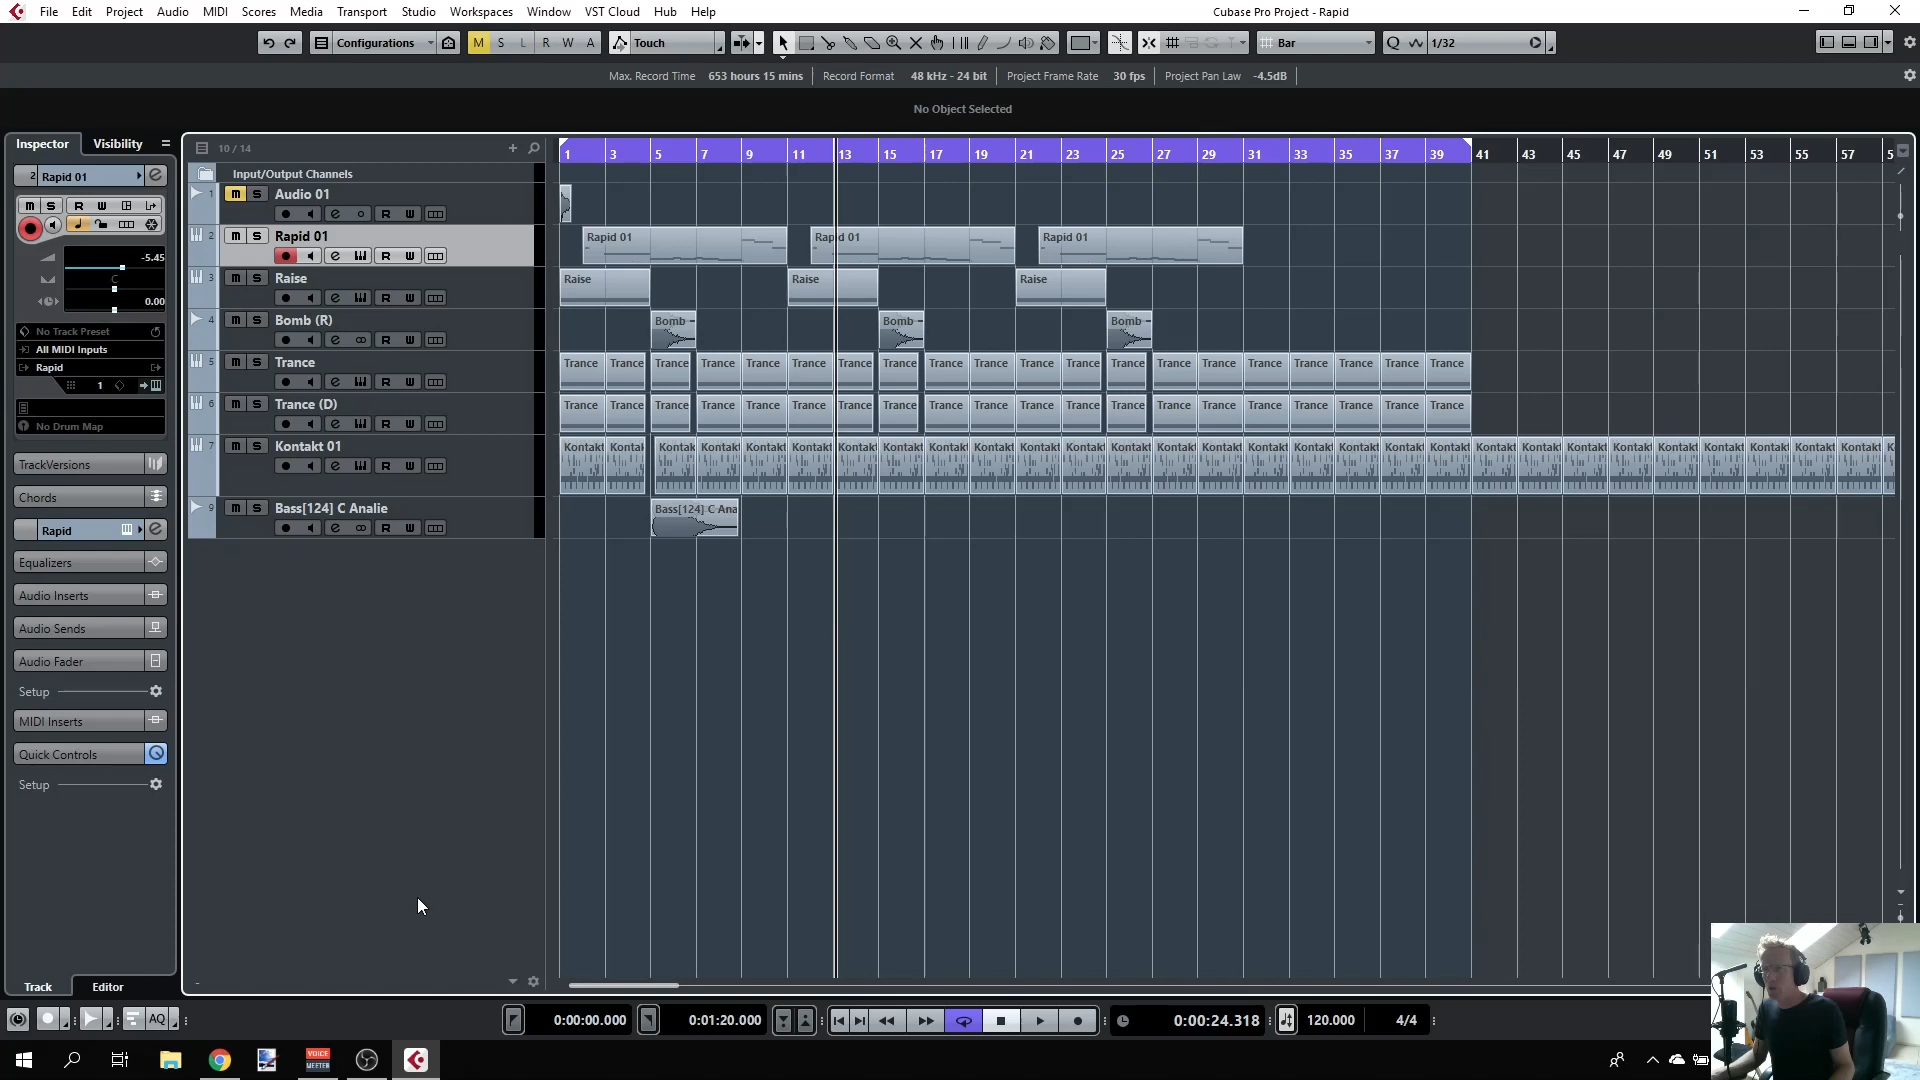 File Edit Project Audio MIDI Scores Media Transport Studio Workspaces Window VST Cloud Hub Help
Cubase Pro Project - Rapid
Configurations M S L R W A Touch Bar Q 1/32
Max. Record Time 653 hours 15 mins Record Format 48 kHz - 24 bit Project Frame Rate 30 fps Project Pan Law -4.5dB
No Object Selected
Inspector Visibility
10 / 14
1 3 5 7 9 11 13 15 17 19 21 23 25 27 29 31 33 35 37 39 41 43 45 47 49 51 53 55 57 5
2 Rapid 01
Input/Output Channels
1 m s Audio 01
R W
m s R W
2 m s Rapid 01
Rapid 01 Rapid 01 Rapid 01
R W
-5.45
C
0.00
3 m s Raise
Raise Raise Raise
R W
4 m s Bomb (R)
Bomb - Bomb - Bomb -
R W
No Track Preset
All MIDI Inputs
Rapid
1
5 m s Trance
Trance Trance Trance Trance Trance Trance Trance Trance Trance Trance Trance Trance Trance Trance Trance Trance Trance Trance Trance Trance
R W
6 m s Trance (D)
Trance Trance Trance Trance Trance Trance Trance Trance Trance Trance Trance Trance Trance Trance Trance Trance Trance Trance Trance Trance
R W
No Drum Map
7 m s Kontakt 01
Kontakt Kontal Kontak Kontakt Kontakt Kontakt Kontakt Kontakt Kontakt Kontakt Kontakt Kontakt Kontakt Kontakt Kontakt Kontakt Kontakt Kontakt Kontakt Kontakt Kontakt Kontakt Kontakt Kontakt Kontakt Kontakt Kontakt Kontakt Kontakt K
R W
TrackVersions
Chords
9 m s Bass[124] C Analie
Bass[124] C Ana
R W
Rapid
Equalizers
Audio Inserts
Audio Sends
Audio Fader
Setup
MIDI Inserts
Quick Controls
Setup
Track Editor
AQ
0:00:00.000 0:01:20.000 0:00:24.318 120.000 4/4
VOICE
MEETER